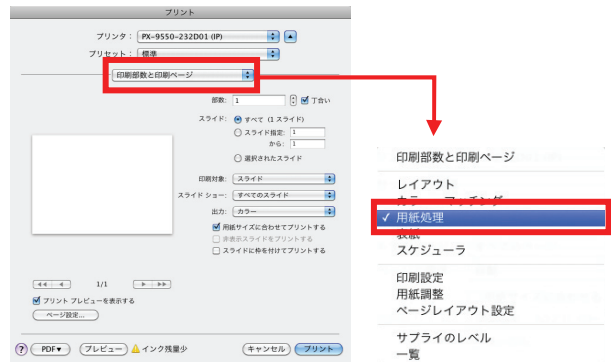 プリント
プリンタ： PX-9550-232D01 (IP)
プリセット： 標準
印刷部数と印刷ページ
部数： 1 丁合い
スライド： すべて (1 スライド)
スライド指定： 1
から： 1
選択されたスライド
印刷対象： スライド
スライド ショー： すべてのスライド
出力： カラー
用紙サイズに合わせてプリントする
非表示スライドをプリントする
スライドに枠を付けてプリントする
1/1
プリント プレビューを表示する
ページ設定...
? PDF▼ プレビュー インク残量少 キャンセル プリント
印刷部数と印刷ページ
レイアウト
カラー・マッチング
✓ 用紙処理
表紙
スケジューラ
印刷設定
用紙調整
ページレイアウト設定
サプライのレベル
一覧